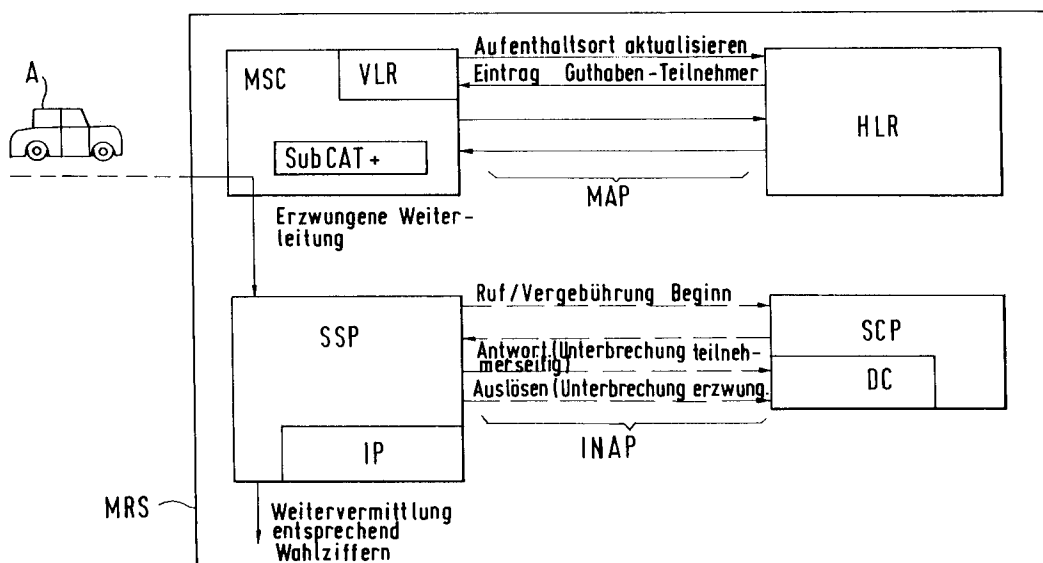 A
MSC
VLR
SubCAT+
Aufenthaltsort aktualisieren
Eintrag Guthaben-Teilnehmer
HLR
MAP
Erzwungene Weiter-
leitung
SSP
IP
Ruf/Vergebührung Beginn
Antwort (Unterbrechung teilneh-
merseitig)
Auslösen (Unterbrechung erzwung.
SCP
DC
INAP
MRS
Weitervermittlung
entsprechend
Wahlziffern